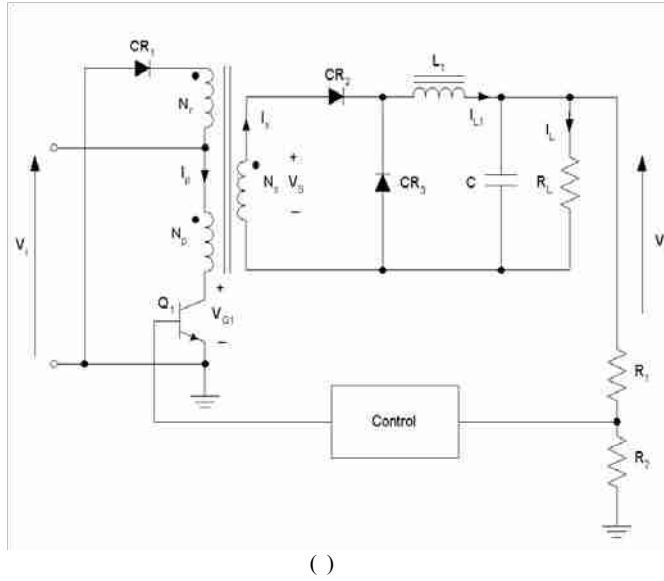 CR1
Nr
Ip
Vi
Np
Q1
+
VQ1
–
Is
Ns
+
VS
–
CR2
L1
IL1
IL
CR3
C
RL
V
R1
R2
Control
( )